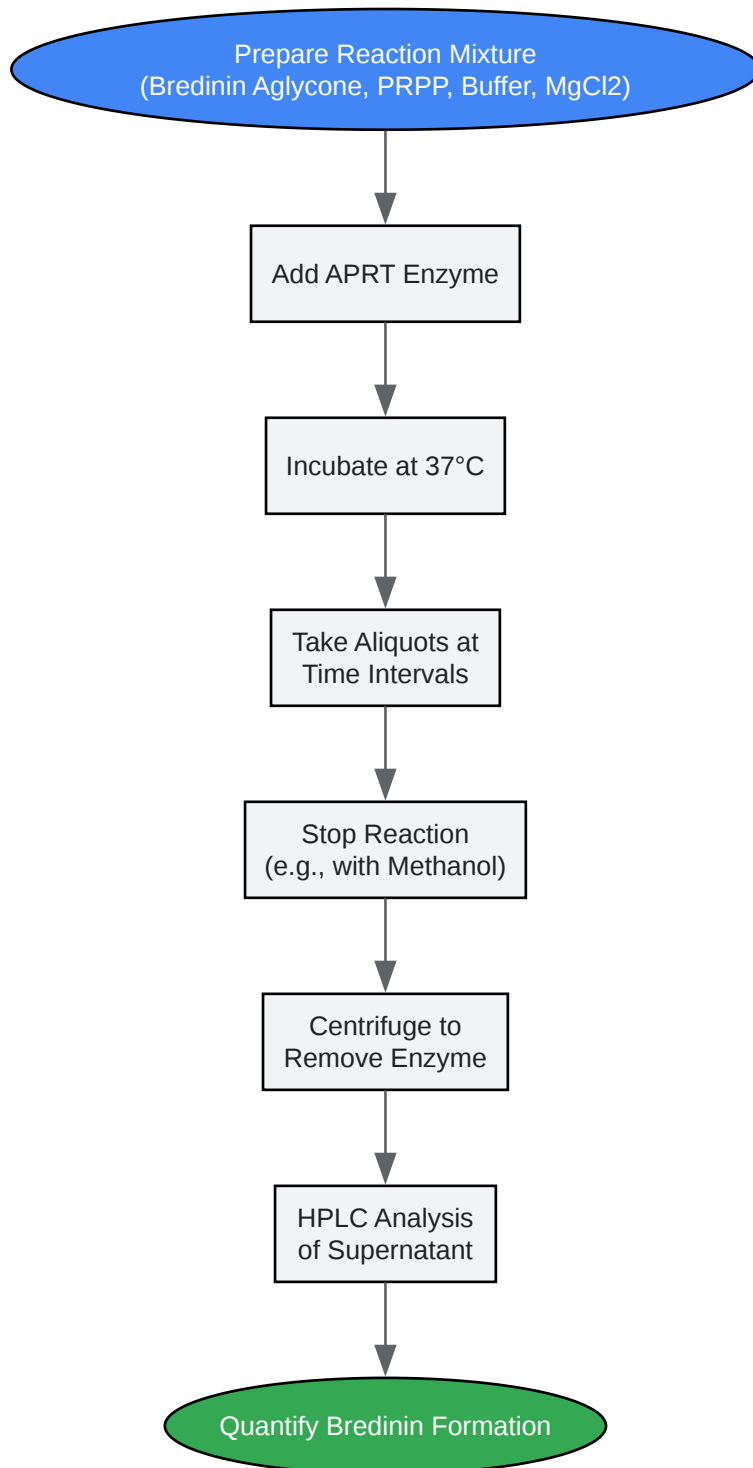 Prepare Reaction Mixture
(Bredinin Aglycone, PRPP, Buffer, MgCl2)
Add APRT Enzyme
Incubate at 37°C
Take Aliquots at
Time Intervals
Stop Reaction
(e.g., with Methanol)
Centrifuge to
Remove Enzyme
HPLC Analysis
of Supernatant
Quantify Bredinin Formation